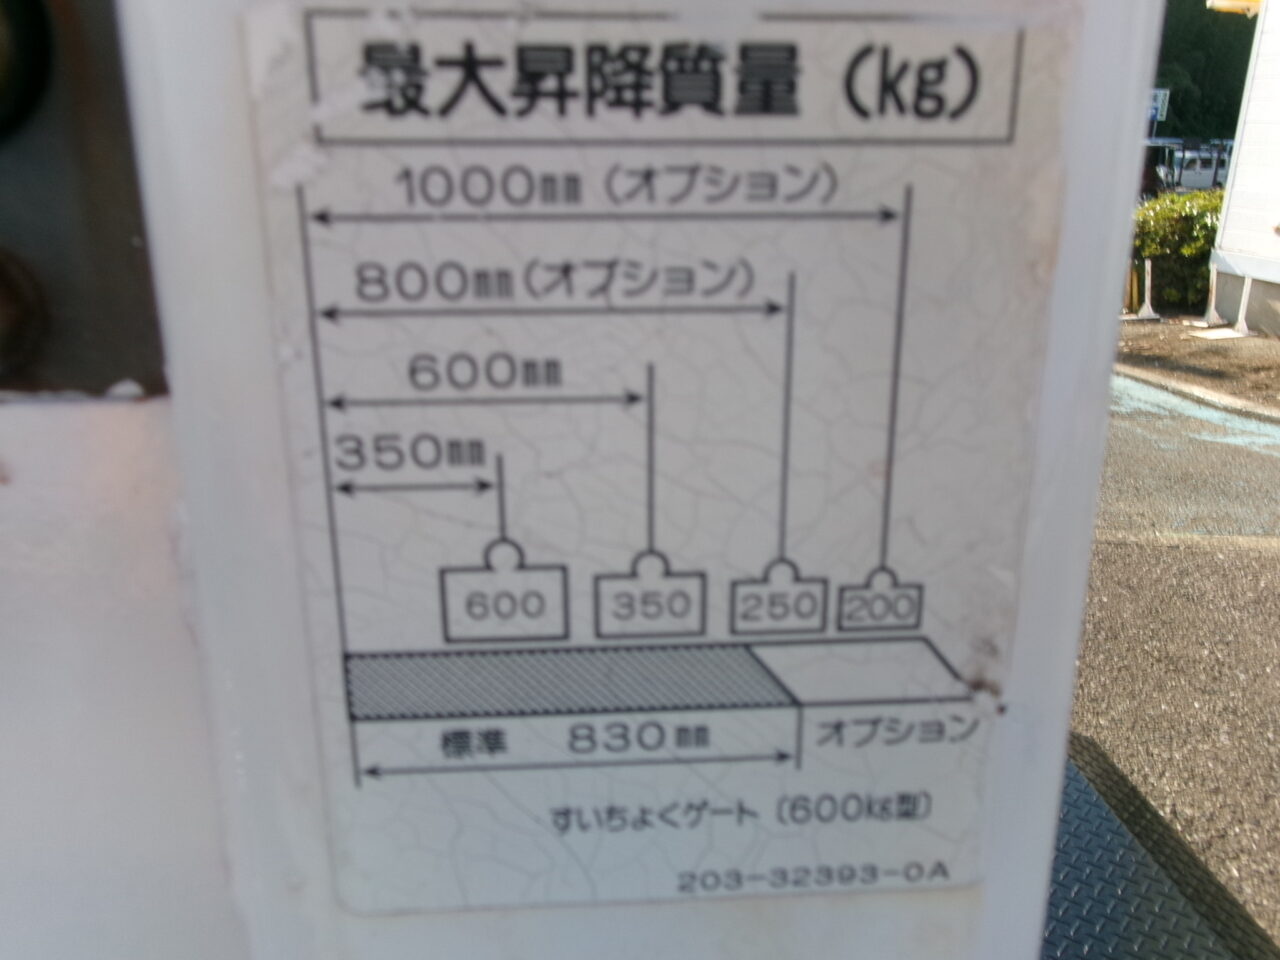 最大昇降質量（kg）
1000mm（オプション）
800mm（オプション）
600mm
350mm
600 350 250 200
標準 830mm オプション
すいちょくゲート（600kg型）
203-32393-0A